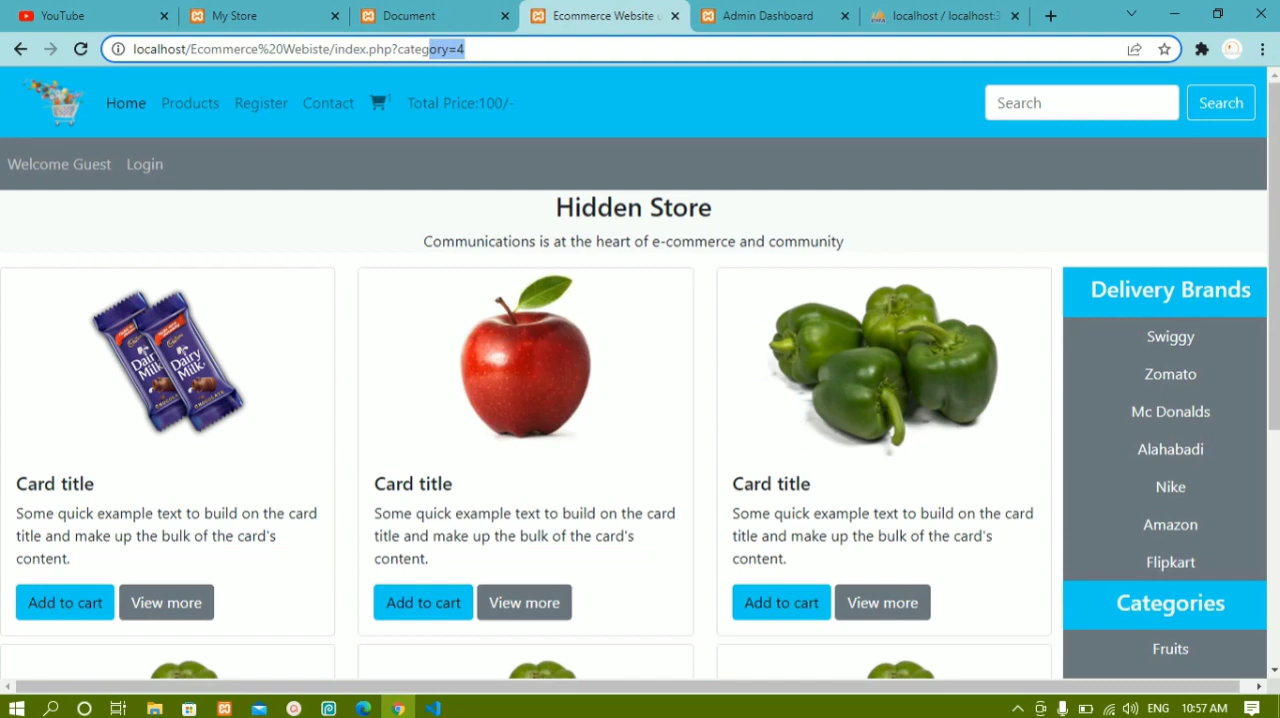 YouTube
My Store
Document
Ecommerce Website u
Admin Dashboard
localhost / localhost:3
localhost/Ecommerce%20Webiste/index.php?category=4
Home Products Register Contact 1 Total Price:100/-
Search
Search
Welcome Guest Login
Hidden Store
Communications is at the heart of e-commerce and community
Dairy Milk
Dairy Milk
Card title
Some quick example text to build on the card
title and make up the bulk of the card's
content.
Add to cart View more
Card title
Some quick example text to build on the card
title and make up the bulk of the card's
content.
Add to cart View more
Card title
Some quick example text to build on the card
title and make up the bulk of the card's
content.
Add to cart View more
Delivery Brands
Swiggy
Zomato
Mc Donalds
Alahabadi
Nike
Amazon
Flipkart
Categories
Fruits
ENG 10:57 AM